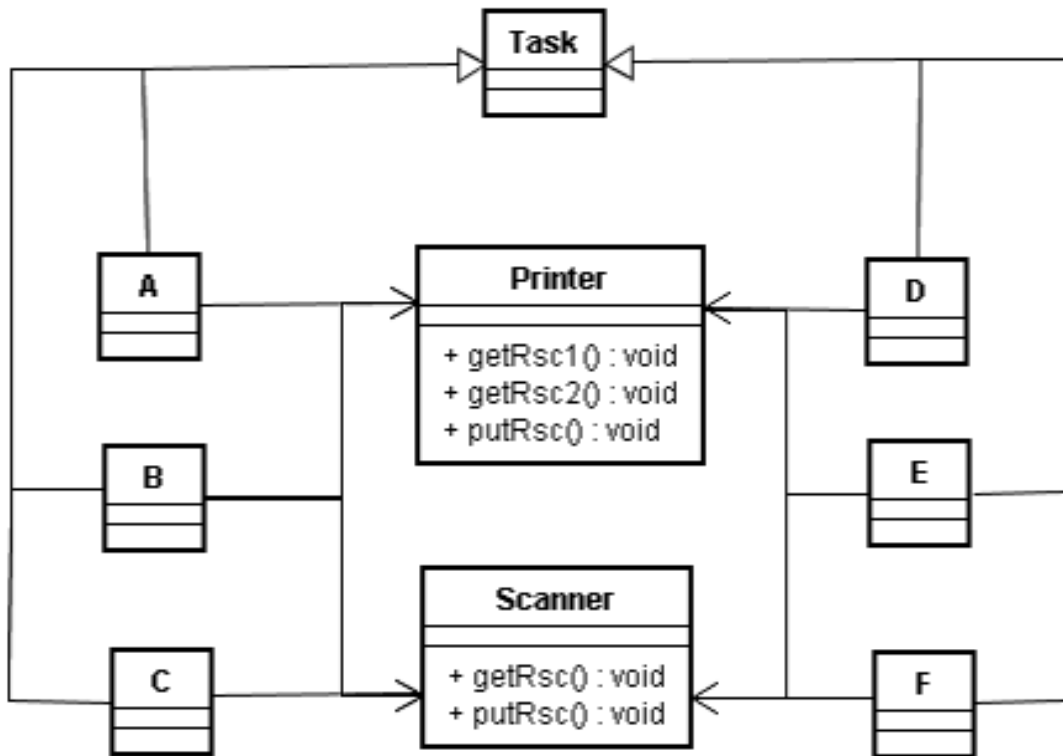 Task
A
Printer
+ getRsc1() : void
+ getRsc2() : void
+ putRsc() : void
D
B
E
Scanner
+ getRsc() : void
+ putRsc() : void
C
F